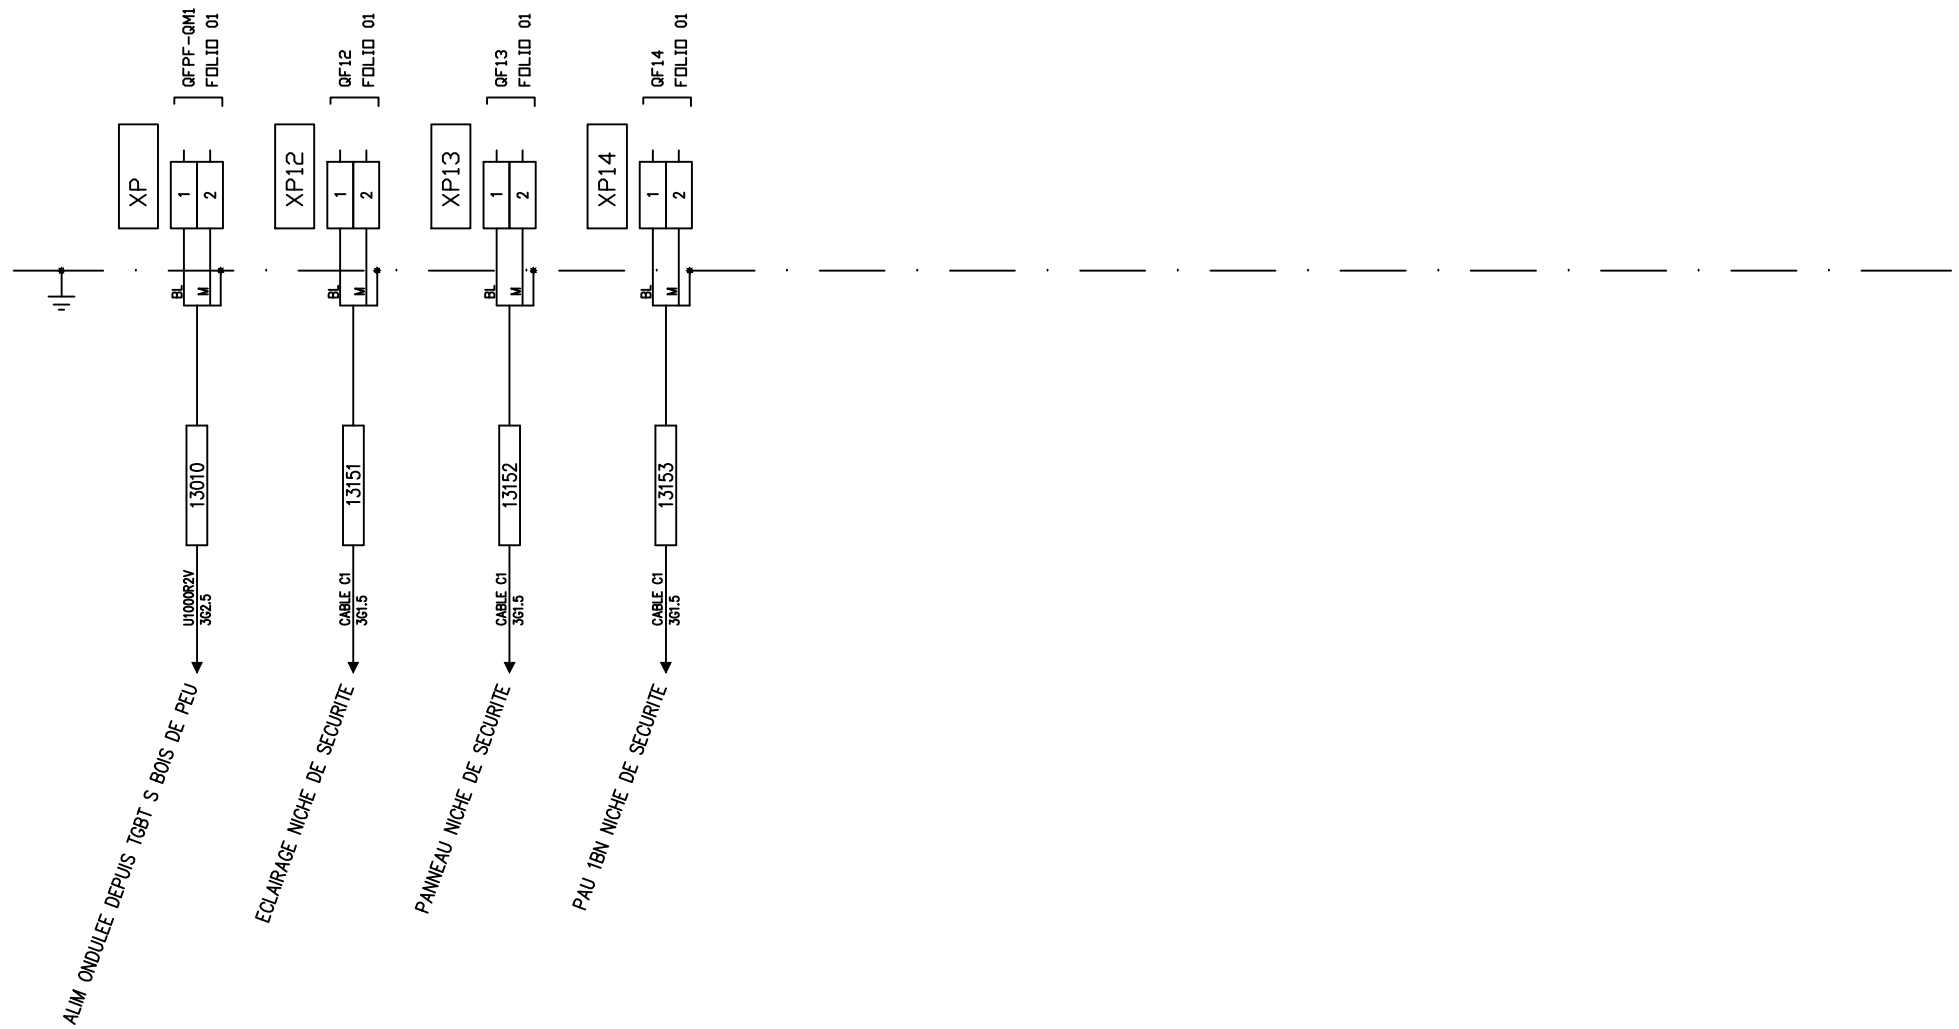 QFPF-QM1
FOLIO 01
XP
1
2
BL
M
13010
U1000R2V
3G2.5
ALIM ONDULEE DEPUIS TGBT S BOIS DE PEU
QF12
FOLIO 01
XP12
1
2
BL
M
13151
CABLE C1
3G1.5
ECLAIRAGE NICHE DE SECURITE
QF13
FOLIO 01
XP13
1
2
BL
M
13152
CABLE C1
3G1.5
PANNEAU NICHE DE SECURITE
QF14
FOLIO 01
XP14
1
2
BL
M
13153
CABLE C1
3G1.5
PAU 1BN NICHE DE SECURITE